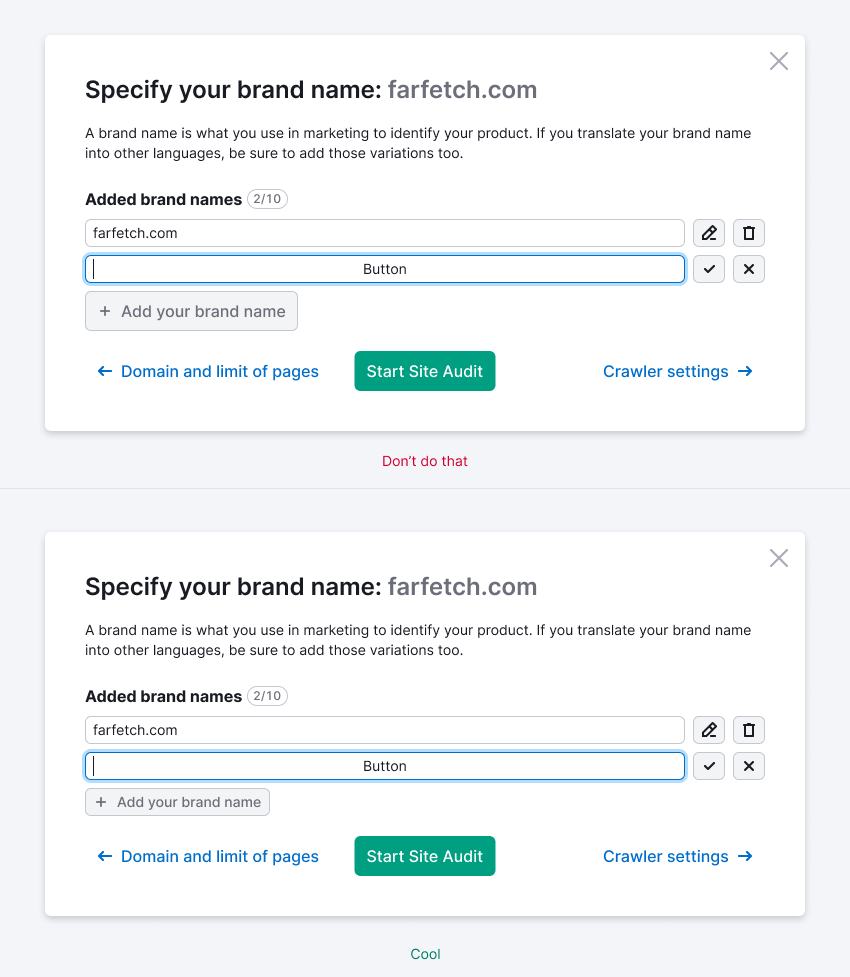 Specify your brand name: farfetch.com
A brand name is what you use in marketing to identify your product. If you translate your brand name
into other languages, be sure to add those variations too.
Added brand names 2/10
farfetch.com
Button
+ Add your brand name
← Domain and limit of pages Start Site Audit Crawler settings →
Don’t do that
Specify your brand name: farfetch.com
A brand name is what you use in marketing to identify your product. If you translate your brand name
into other languages, be sure to add those variations too.
Added brand names 2/10
farfetch.com
Button
+ Add your brand name
← Domain and limit of pages Start Site Audit Crawler settings →
Cool